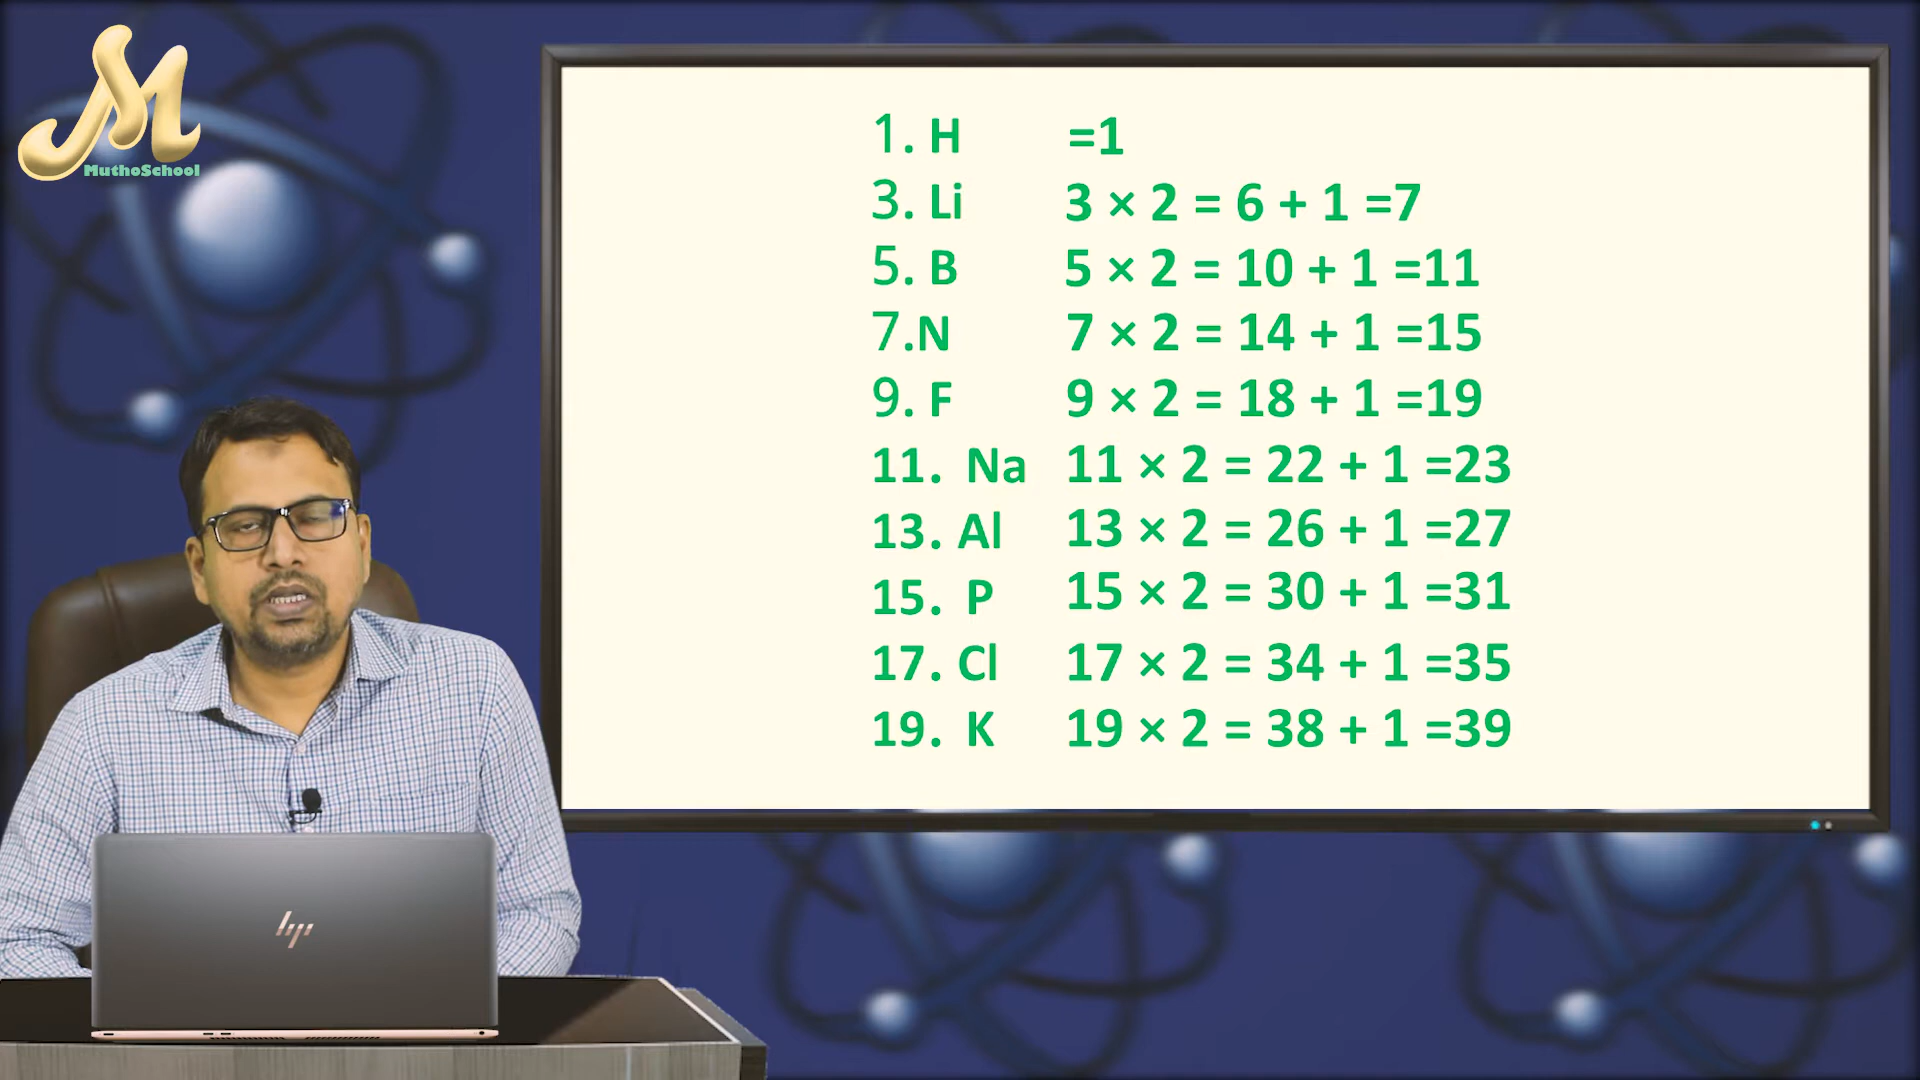 MuthoSchool
1. H =1
3. Li 3 × 2 = 6 + 1 =7
5. B 5 × 2 = 10 + 1 =11
7.N 7 × 2 = 14 + 1 =15
9. F 9 × 2 = 18 + 1 =19
11. Na 11 × 2 = 22 + 1 =23
13. Al 13 × 2 = 26 + 1 =27
15. P 15 × 2 = 30 + 1 =31
17. Cl 17 × 2 = 34 + 1 =35
19. K 19 × 2 = 38 + 1 =39
hp